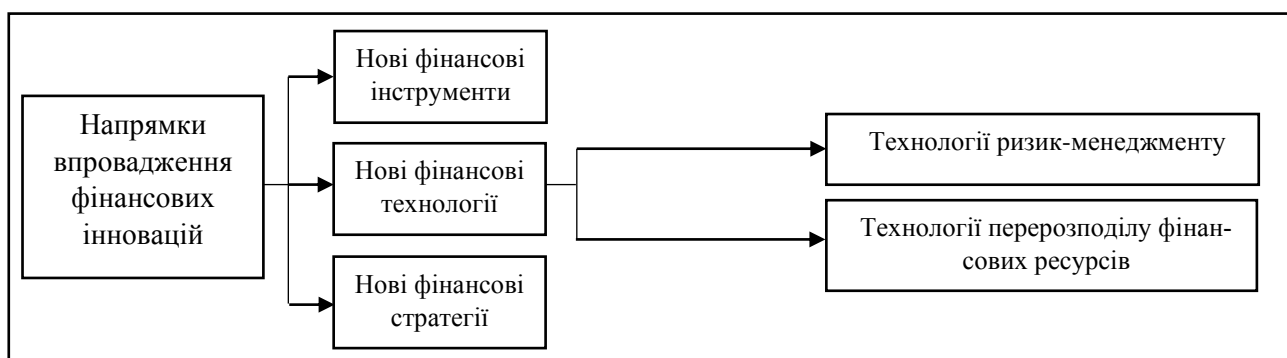 Напрямки
впровадження
фінансових
інновацій
Нові фінансові
інструменти
Нові фінансові
технології
Нові фінансові
стратегії
Технології ризик-менеджменту
Технології перерозподілу фінан-
сових ресурсів